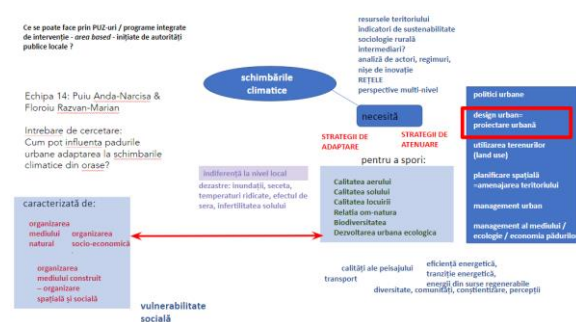 Ce se poate face prin PUZ-uri / programe integrate
de intervenție - area based - initiate de autorități
publice locale ?
Echipa 14: Puiu Anda-Narcisa &
Floroiu Razvan-Marian
Intrebare de cercetare:
Cum pot influenta padurile
urbane adaptarea la schimbarile
climatice din orase?
caracterizată de:
organizarea
mediului
natural
organizarea
socio-economică
.
organizarea
mediului construit
– organizare
spațială și socială
vulnerabilitate
socială
schimbările
climatice
indiferență la nivel local
dezastre: inundații, seceta,
temperaturi ridicate, efectul de
sera, infertilitatea solului
resursele teritoriului
indicatori de sustenabilitate
sociologie rurală
intermediari?
analiză de actori, regimuri,
nișe de inovație
REȚELE
perspective multi-nivel
necesită
STRATEGII DE
ADAPTARE
STRATEGII DE
ATENUARE
pentru a spori:
Calitatea aerului
Calitatea solului
Calitatea locuirii
Relatia om-natura
Biodiversitatea
Dezvoltarea urbana ecologica
calități ale peisajului
transport
eficiență energetică,
tranziție energetică,
energii din surse regenerabile
diversitate, comunități, conștientizare, percepții
politici urbane
design urban=
proiectare urbană
utilizarea terenurilor
(land use)
planificare spațială
=amenajarea teritoriului
management urban
management al mediului /
ecologie / economia pădurilor